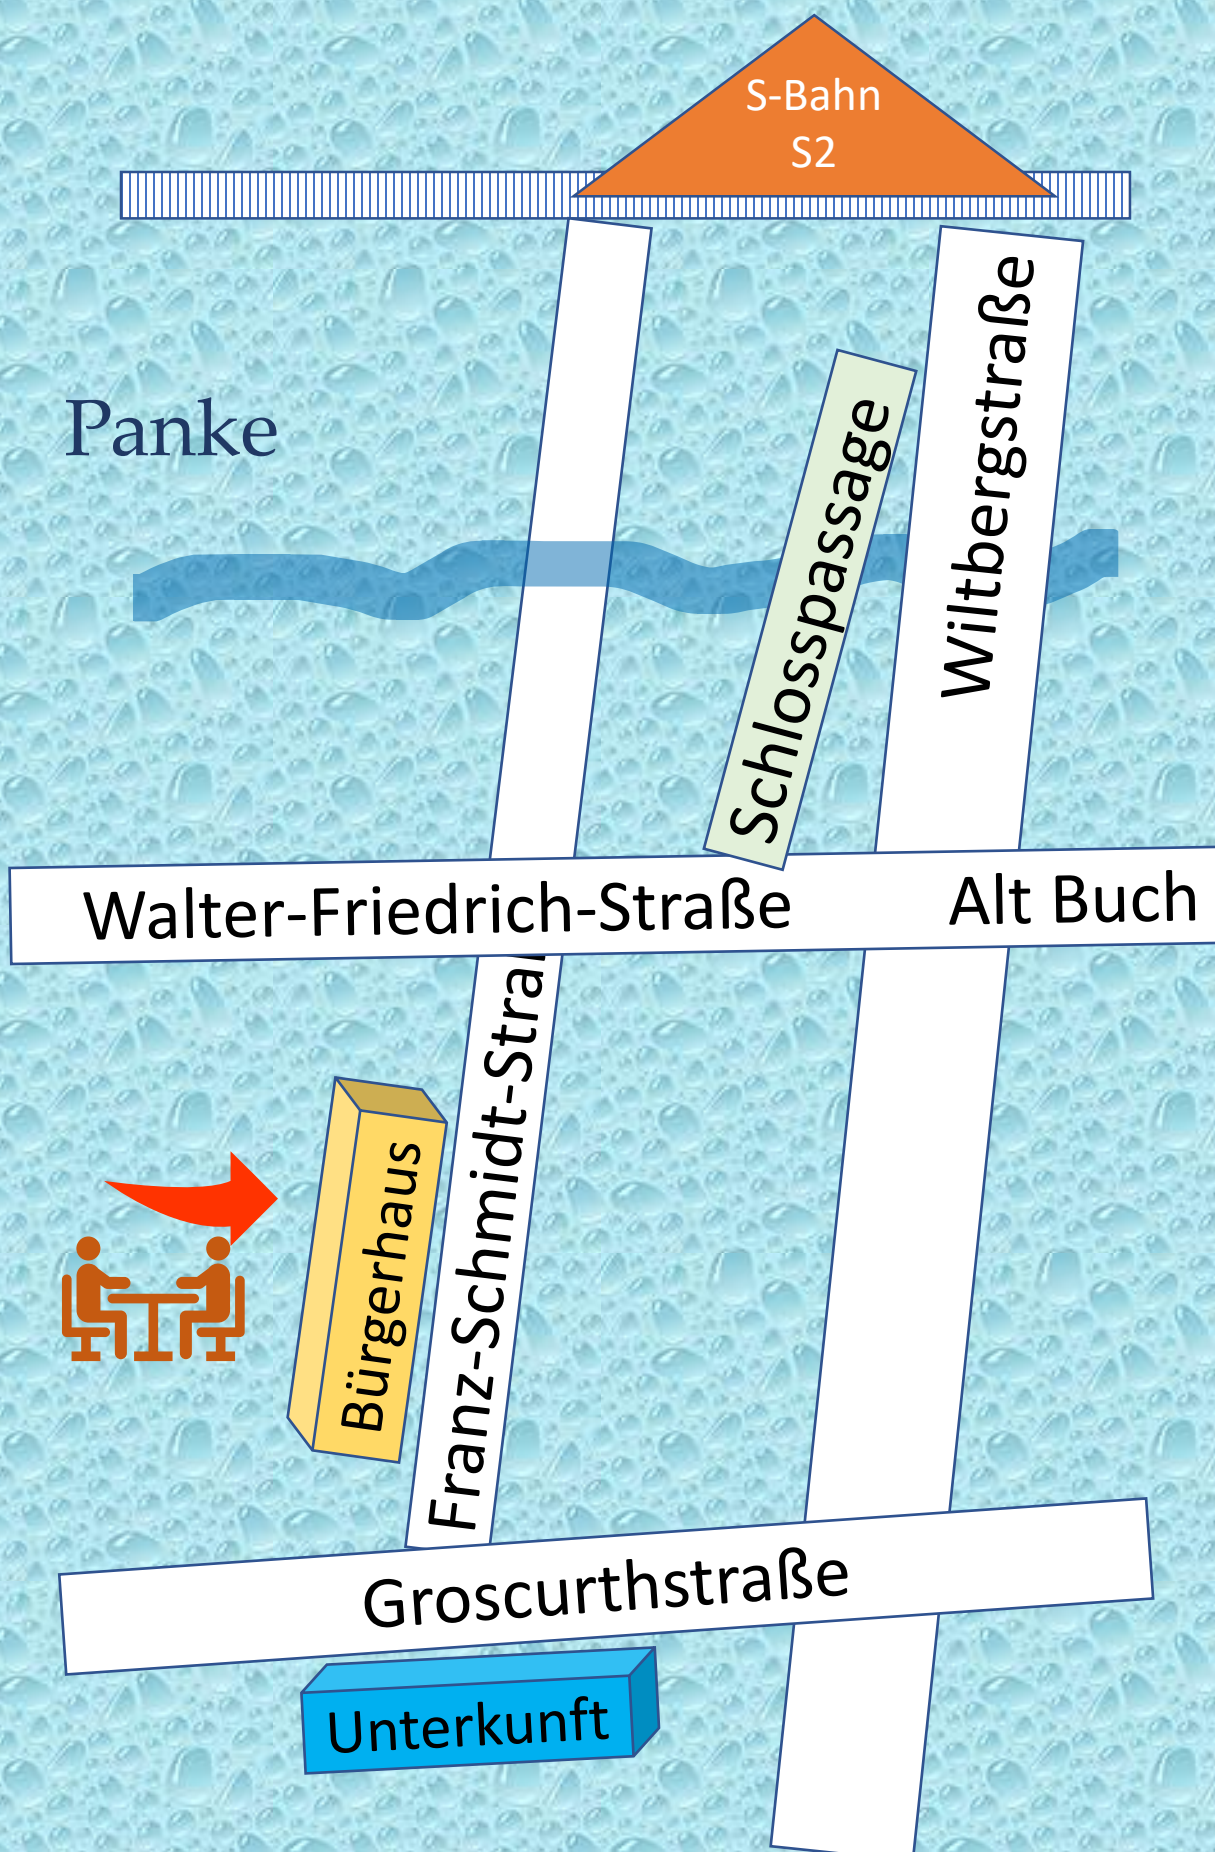 S-Bahn
S2
Wiltbergstraße
Panke
Schlosspassage
Walter-Friedrich-Straße
Alt Buch
Franz-Schmidt-Stra
Bürgerhaus
Groscurthstraße
Unterkunft